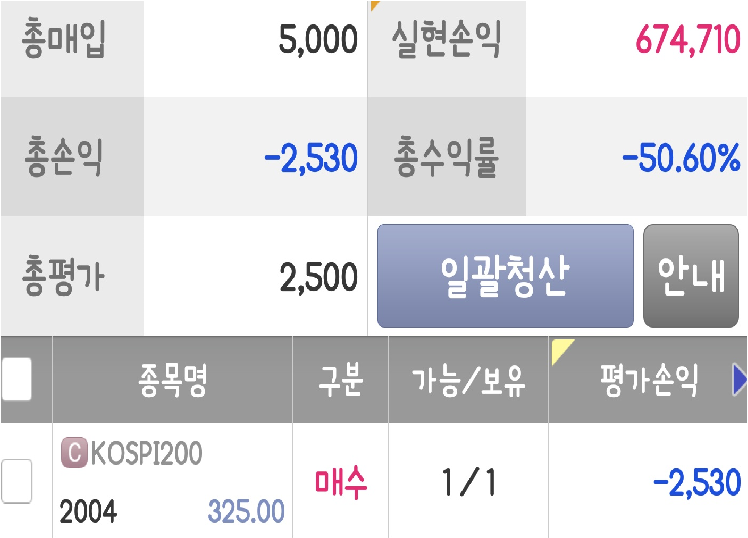 총매입 5,000 실현손익 674,710
총손익 -2,530 총수익률 -50.60%
총평가 2,500 일괄청산 안내
종목명 구분 가능/보유 평가손익
C KOSPI200 매수 1/1 -2,530
2004 325.00